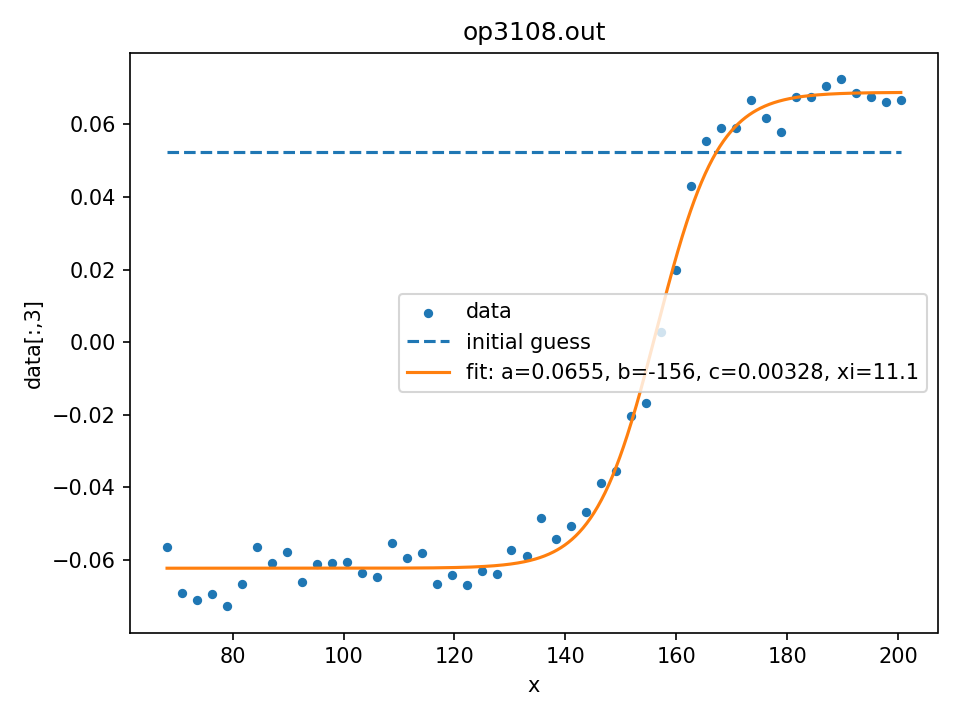 op3108.out
data[:,3]
0.06
0.04
0.02
0.00
−0.02
−0.04
−0.06
data
initial guess
fit: a=0.0655, b=-156, c=0.00328, xi=11.1
80 100 120 140 160 180 200
x